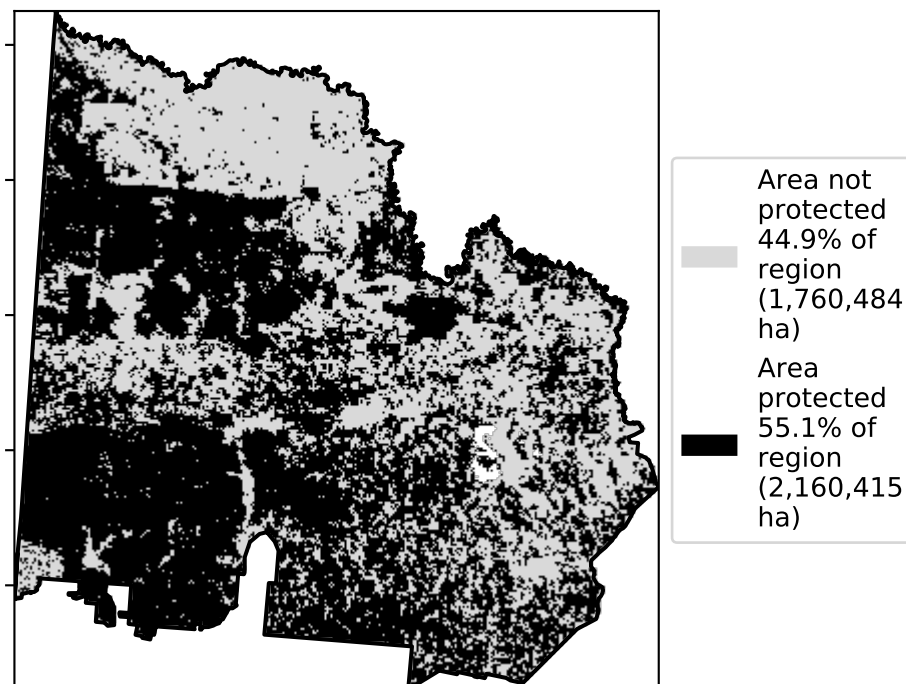 Area not
protected
44.9% of
region
(1,760,484
ha)
Area
protected
55.1% of
region
(2,160,415
ha)